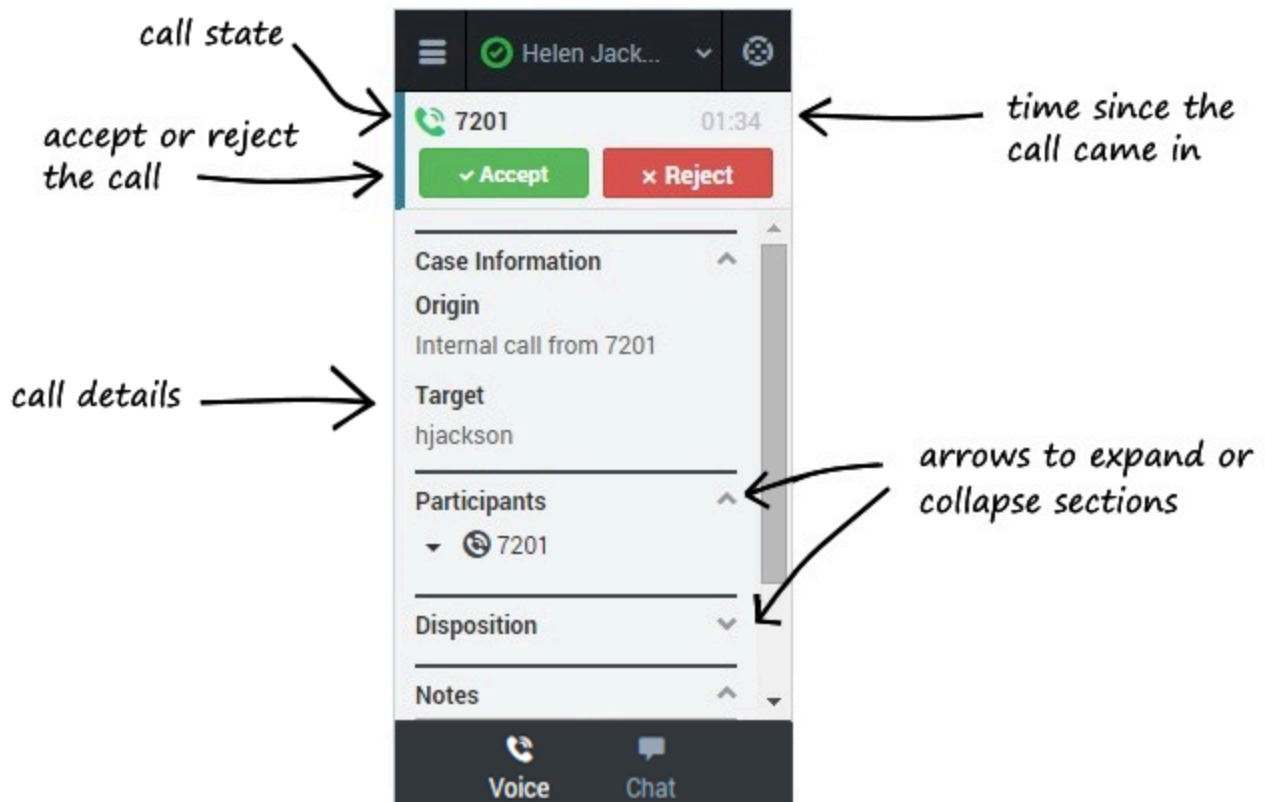 call state
Helen Jack...
7201 01:34
time since the
call came in
accept or reject
the call
Accept
Reject
Case Information
Origin
Internal call from 7201
call details
Target
hjackson
arrows to expand or
collapse sections
Participants
7201
Disposition
Notes
Voice
Chat